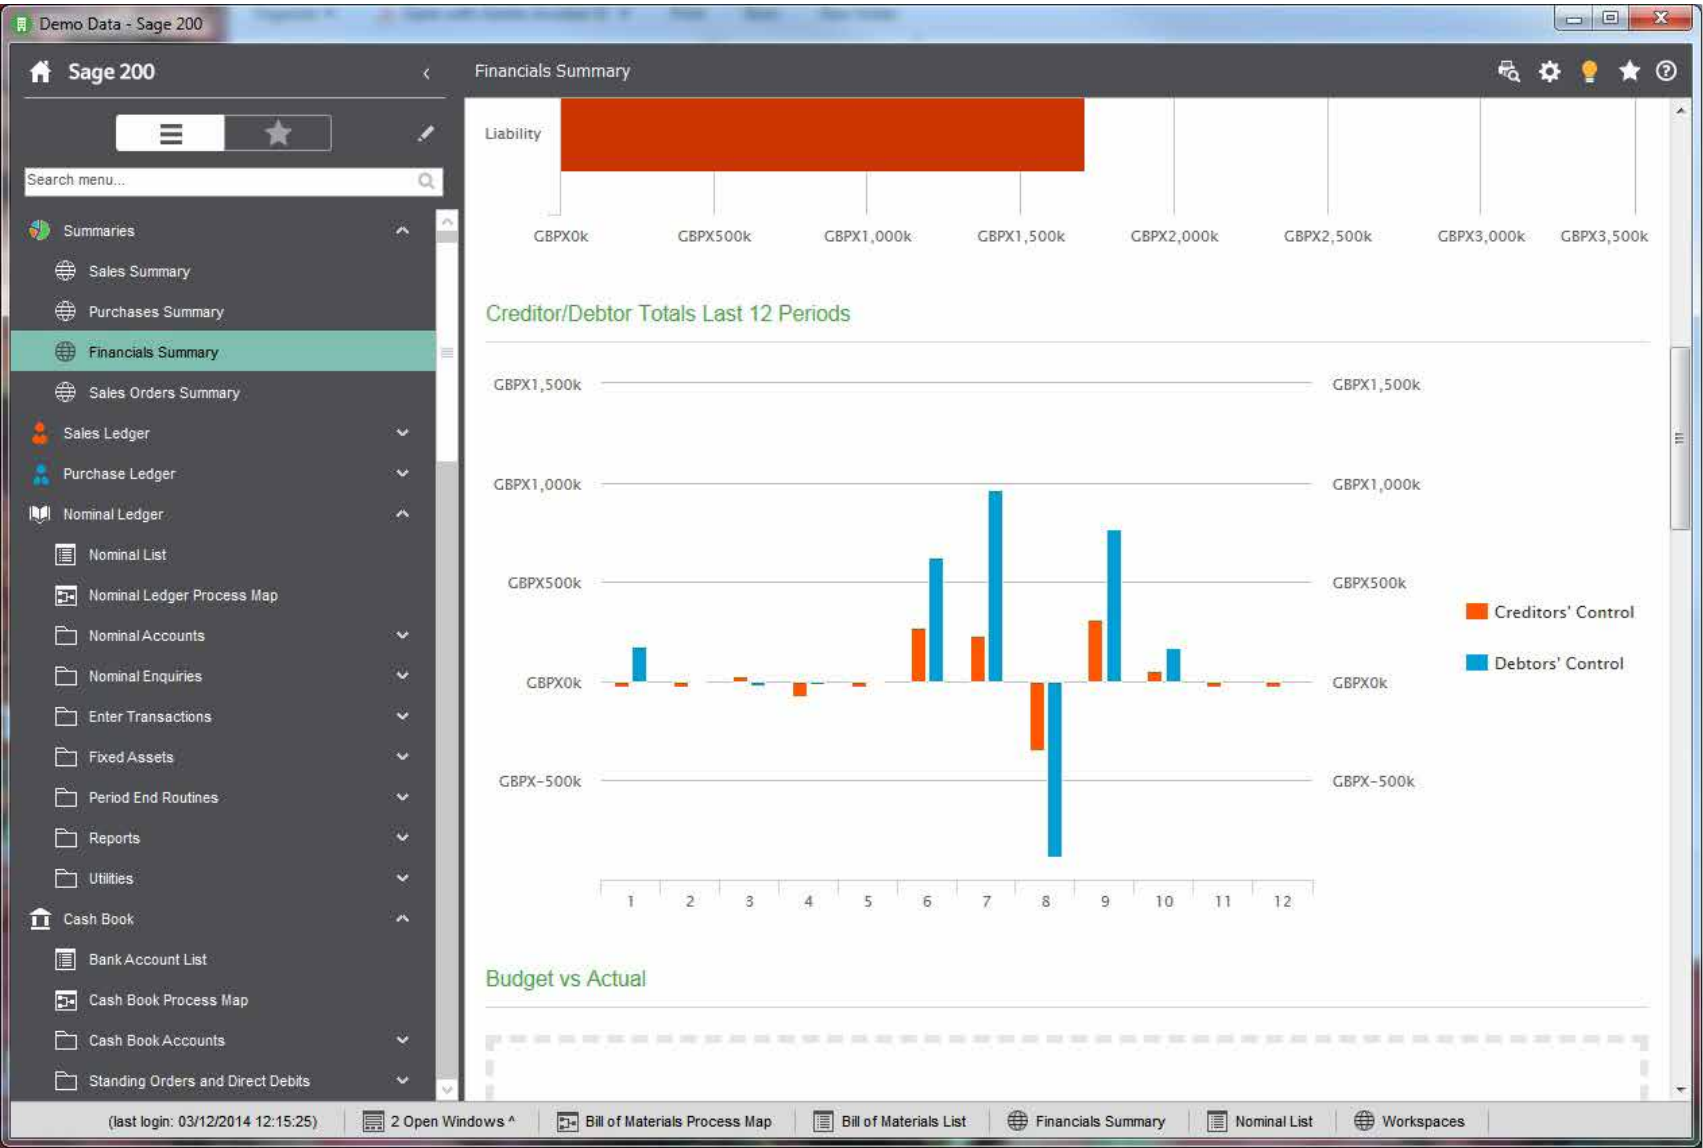 Demo Data - Sage 200
Sage 200
Financials Summary
Search menu...
Summaries
Sales Summary
Purchases Summary
Financials Summary
Sales Orders Summary
Sales Ledger
Purchase Ledger
Nominal Ledger
Nominal List
Nominal Ledger Process Map
Nominal Accounts
Nominal Enquiries
Enter Transactions
Fixed Assets
Period End Routines
Reports
Utilities
Cash Book
Bank Account List
Cash Book Process Map
Cash Book Accounts
Standing Orders and Direct Debits
Liability
GBPX0k GBPX500k GBPX1,000k GBPX1,500k GBPX2,000k GBPX2,500k GBPX3,000k GBPX3,500k
Creditor/Debtor Totals Last 12 Periods
GBPX1,500k GBPX1,500k
GBPX1,000k GBPX1,000k
GBPX500k GBPX500k
Creditors' Control
Debtors' Control
GBPX0k GBPX0k
GBPX-500k GBPX-500k
1 2 3 4 5 6 7 8 9 10 11 12
Budget vs Actual
(last login: 03/12/2014 12:15:25) 2 Open Windows ^ Bill of Materials Process Map Bill of Materials List Financials Summary Nominal List Workspaces